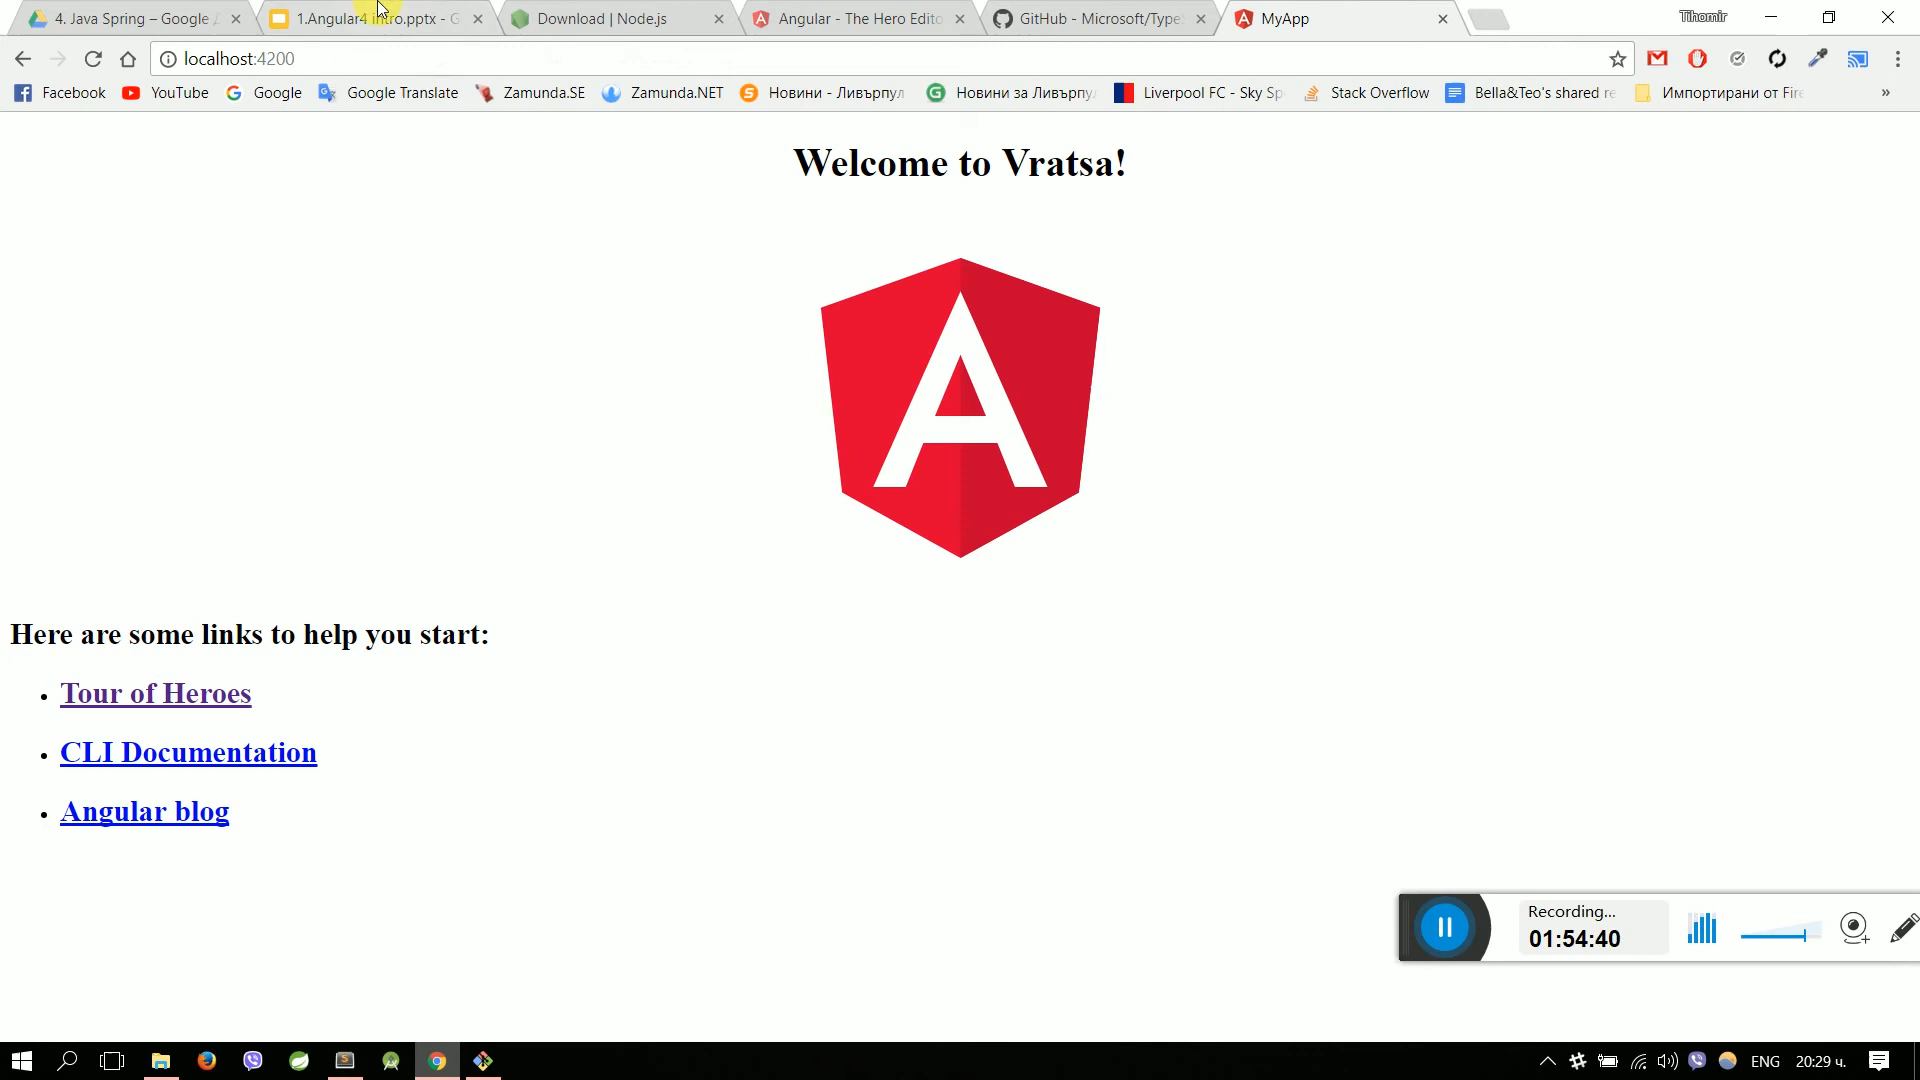 4. Java Spring – Google
1.Angular4 intro.pptx - G
Download | Node.js
Angular - The Hero Edito
GitHub - Microsoft/Type
MyApp
Tihomir
localhost:4200
Facebook
YouTube
Google
Google Translate
Zamunda.SE
Zamunda.NET
Новини - Ливърпул
Новини за Ливърпу
Liverpool FC - Sky Sp
Stack Overflow
Bella&Teo's shared re
Импортирани от Fire
»
Welcome to Vratsa!
Here are some links to help you start:
Tour of Heroes
CLI Documentation
Angular blog
Recording...
01:54:40
ENG
20:29 ч.